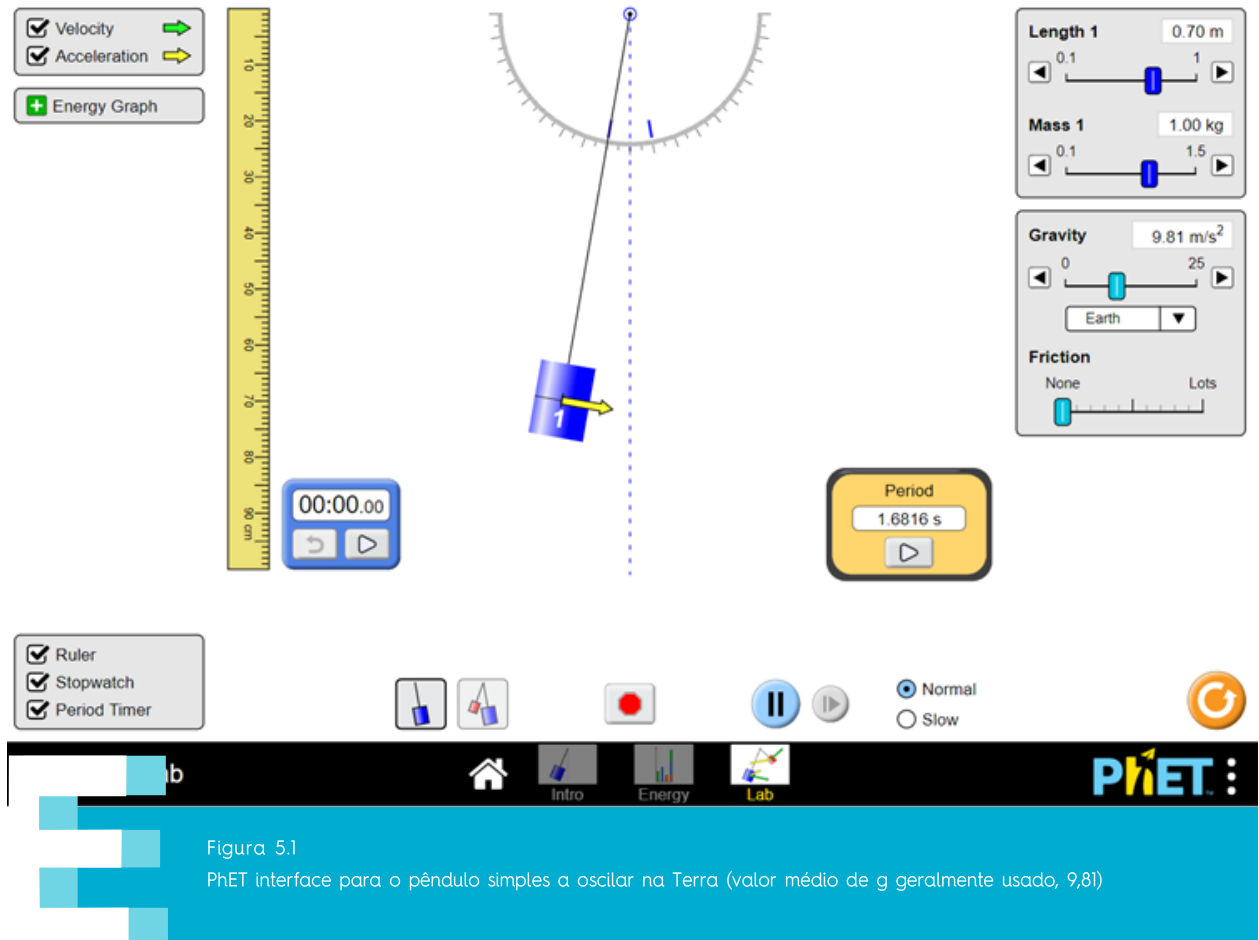 Velocity
Acceleration
Energy Graph
10
20
30
40
50
60
70
80
90 cm
1
00:00.00
Length 1
0.70 m
0.1
1
Mass 1
1.00 kg
0.1
1.5
Gravity
9.81 m/s²
0
25
Earth
Friction
None
Lots
Period
1.6816 s
Ruler
Stopwatch
Period Timer
Normal
Slow
Intro
Energy
Lab
PhET
Figura 5.1
PhET interface para o pêndulo simples a oscilar na Terra (valor médio de g geralmente usado, 9,81)